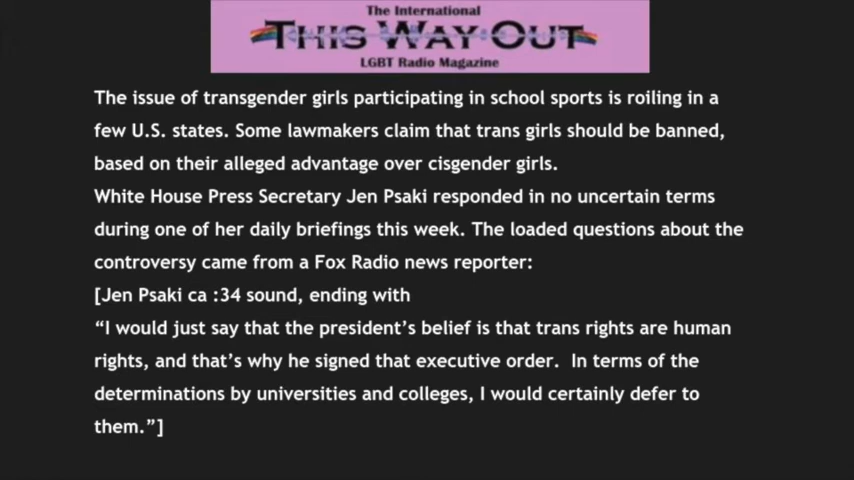 The International
THIS WAY OUT
LGBT Radio Magazine
The issue of transgender girls participating in school sports is roiling in a
few U.S. states. Some lawmakers claim that trans girls should be banned,
based on their alleged advantage over cisgender girls.
White House Press Secretary Jen Psaki responded in no uncertain terms
during one of her daily briefings this week. The loaded questions about the
controversy came from a Fox Radio news reporter:
[Jen Psaki ca :34 sound, ending with
“I would just say that the president’s belief is that trans rights are human
rights, and that’s why he signed that executive order.  In terms of the
determinations by universities and colleges, I would certainly defer to
them.”]